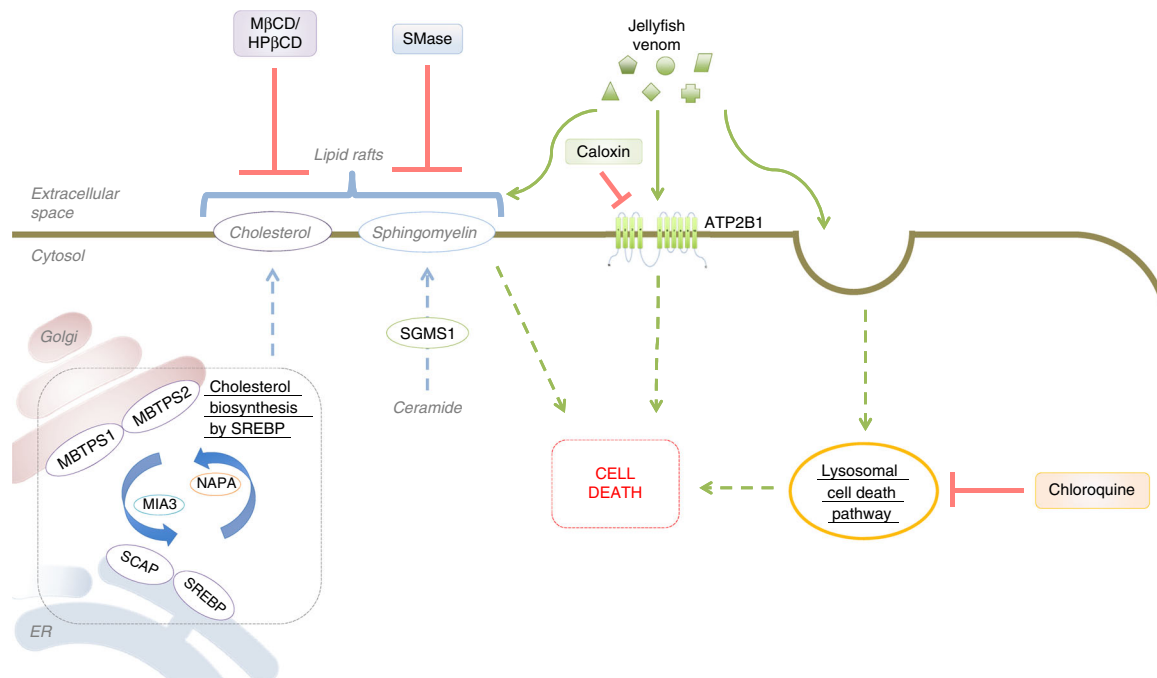 MβCD/
HPβCD
SMase
Jellyfish
venom
Lipid rafts
Caloxin
Extracellular
space
Cholesterol
Sphingomyelin
ATP2B1
Cytosol
Golgi
SGMS1
Ceramide
MBTPS2
MBTPS1
Cholesterol
biosynthesis
by SREBP
NAPA
MIA3
SCAP
SREBP
ER
CELL
DEATH
Lysosomal
cell death
pathway
Chloroquine